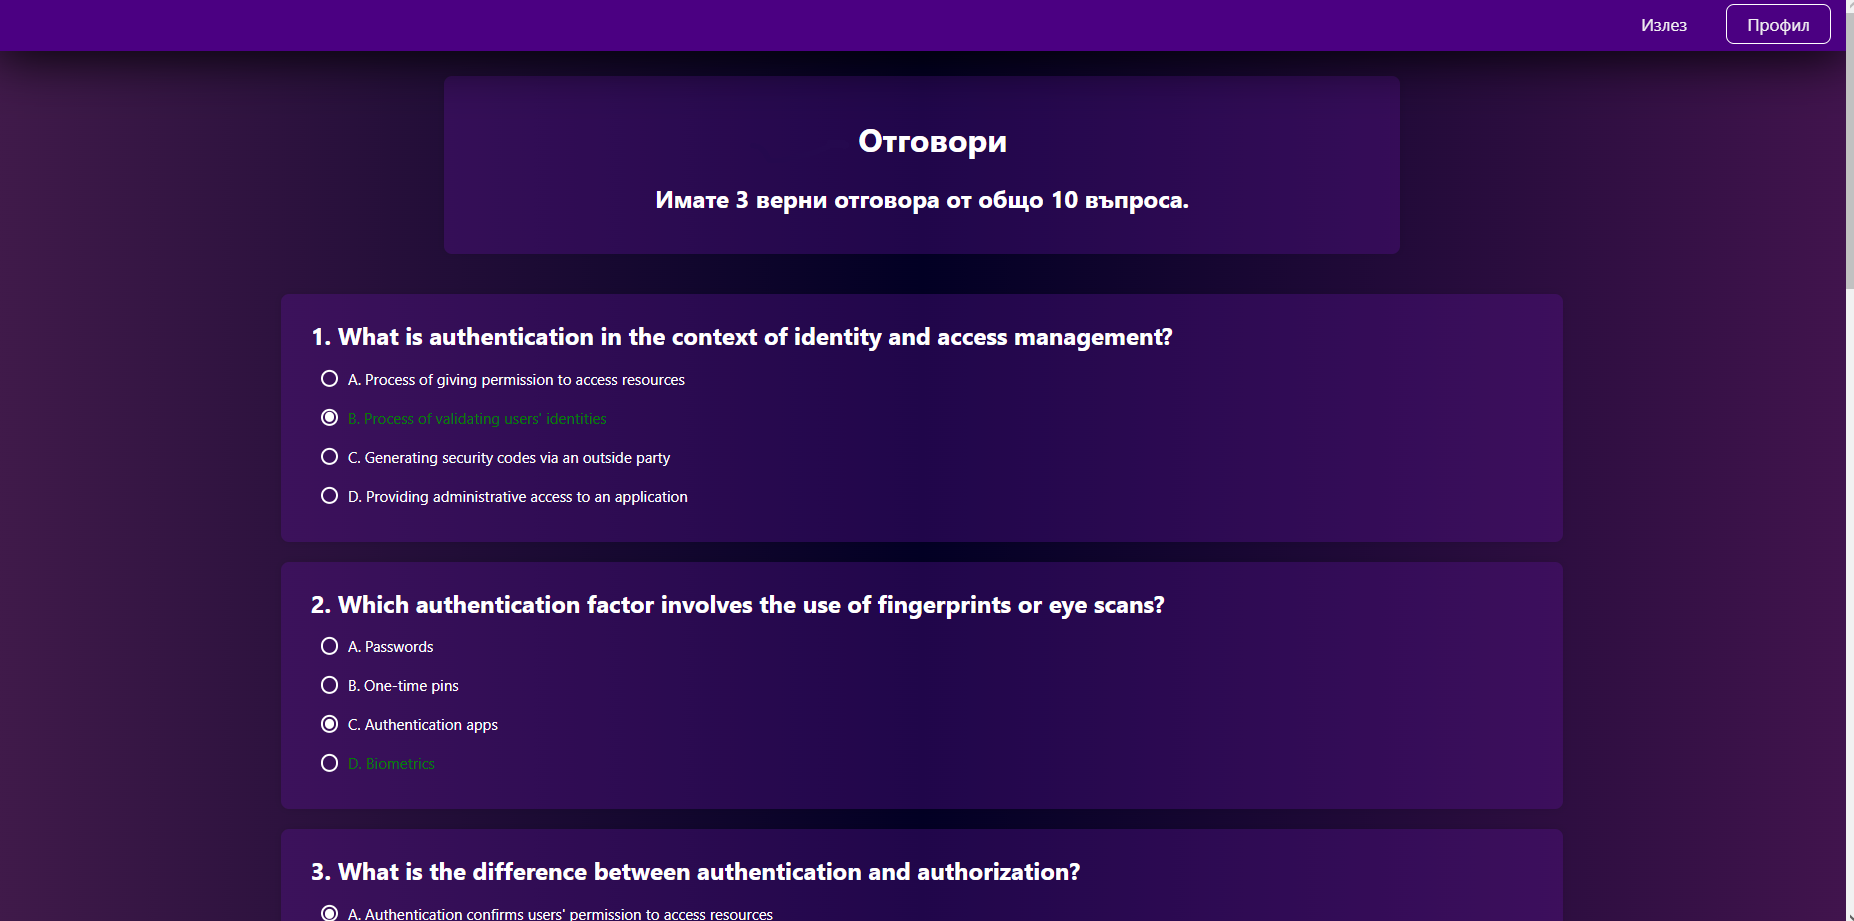 Излез
Профил
Отговори
Имате 3 верни отговора от общо 10 въпроса.
1. What is authentication in the context of identity and access management?
A. Process of giving permission to access resources
B. Process of validating users' identities
C. Generating security codes via an outside party
D. Providing administrative access to an application
2. Which authentication factor involves the use of fingerprints or eye scans?
A. Passwords
B. One-time pins
C. Authentication apps
D. Biometrics
3. What is the difference between authentication and authorization?
A. Authentication confirms users' permission to access resources